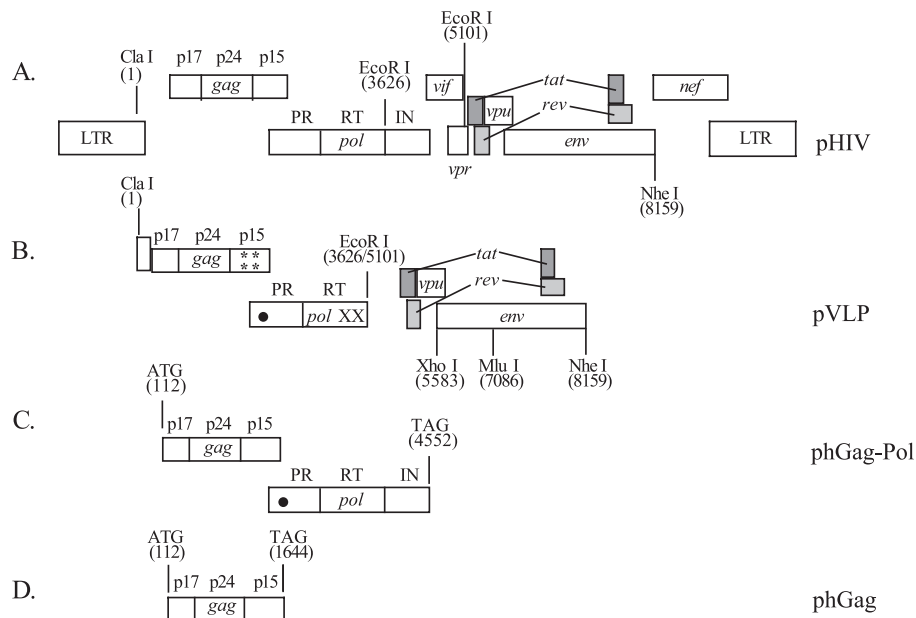 EcoR I
(5101)
Cla I
(1)
p17 p24 p15
A.
gag
EcoR I
(3626)
vif
tat
nef
PR RT IN
vpu
rev
LTR
pol
env
LTR
pHIV
vpr
Nhe I
(8159)
Cla I
(1)
p17 p24 p15
B.
gag
* *
* *
EcoR I
(3626/5101)
tat
PR RT
vpu
rev
pol XX
env
pVLP
Xho I
(5583)
Mlu I
(7086)
Nhe I
(8159)
ATG
(112)
C.
p17 p24 p15
gag
TAG
(4552)
PR RT IN
pol
phGag-Pol
ATG
(112)
TAG
(1644)
D.
p17 p24 p15
gag
phGag